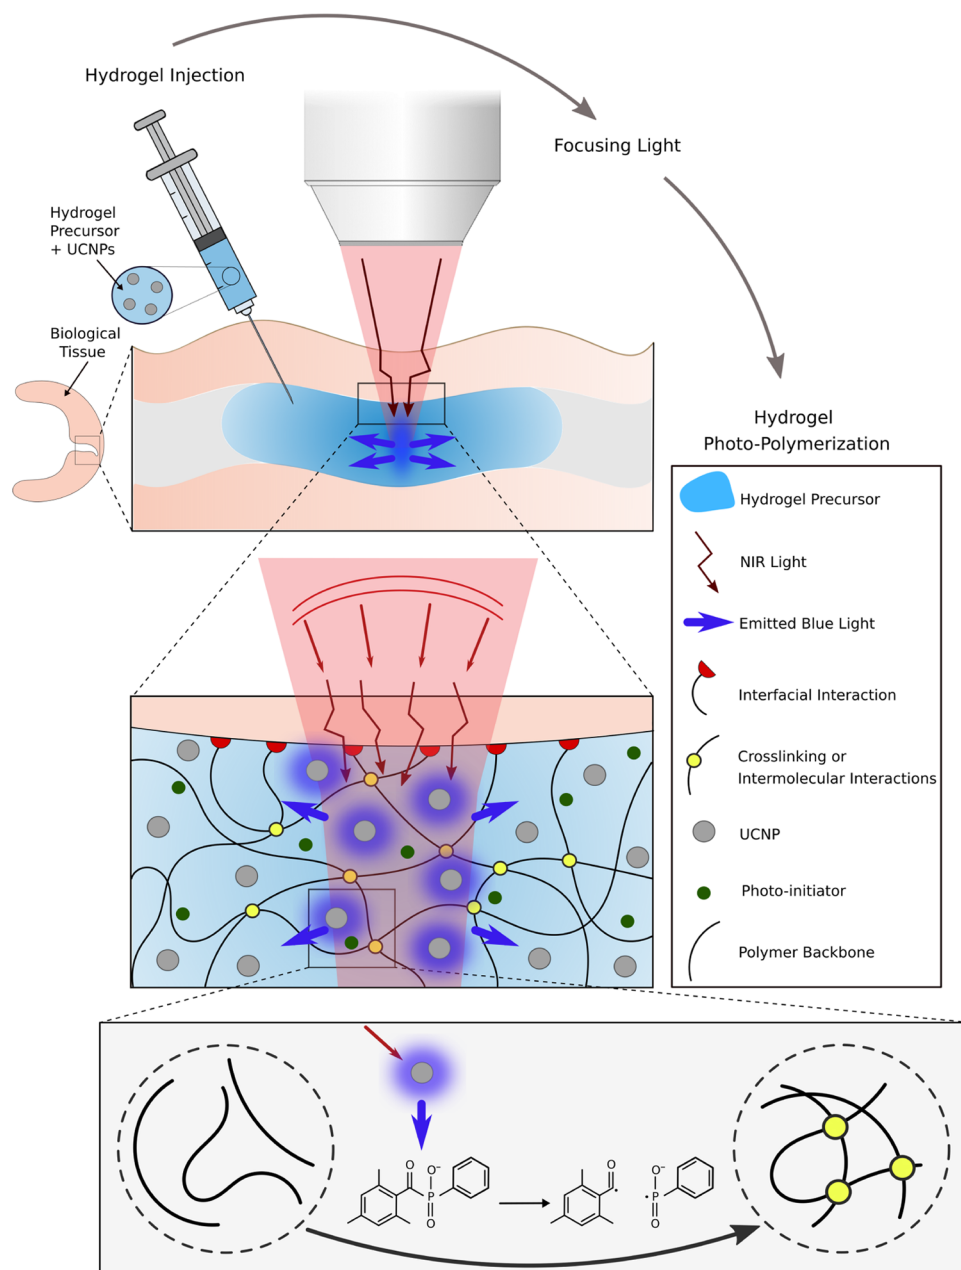 Hydrogel Injection
Focusing Light
Hydrogel
Precursor
+ UCNPs
Biological
Tissue
Hydrogel
Photo-Polymerization
Hydrogel Precursor
NIR Light
Emitted Blue Light
Interfacial Interaction
Crosslinking or
Intermolecular Interactions
UCNP
Photo-initiator
Polymer Backbone
O
O⁻
P
O
O
O⁻
P
O